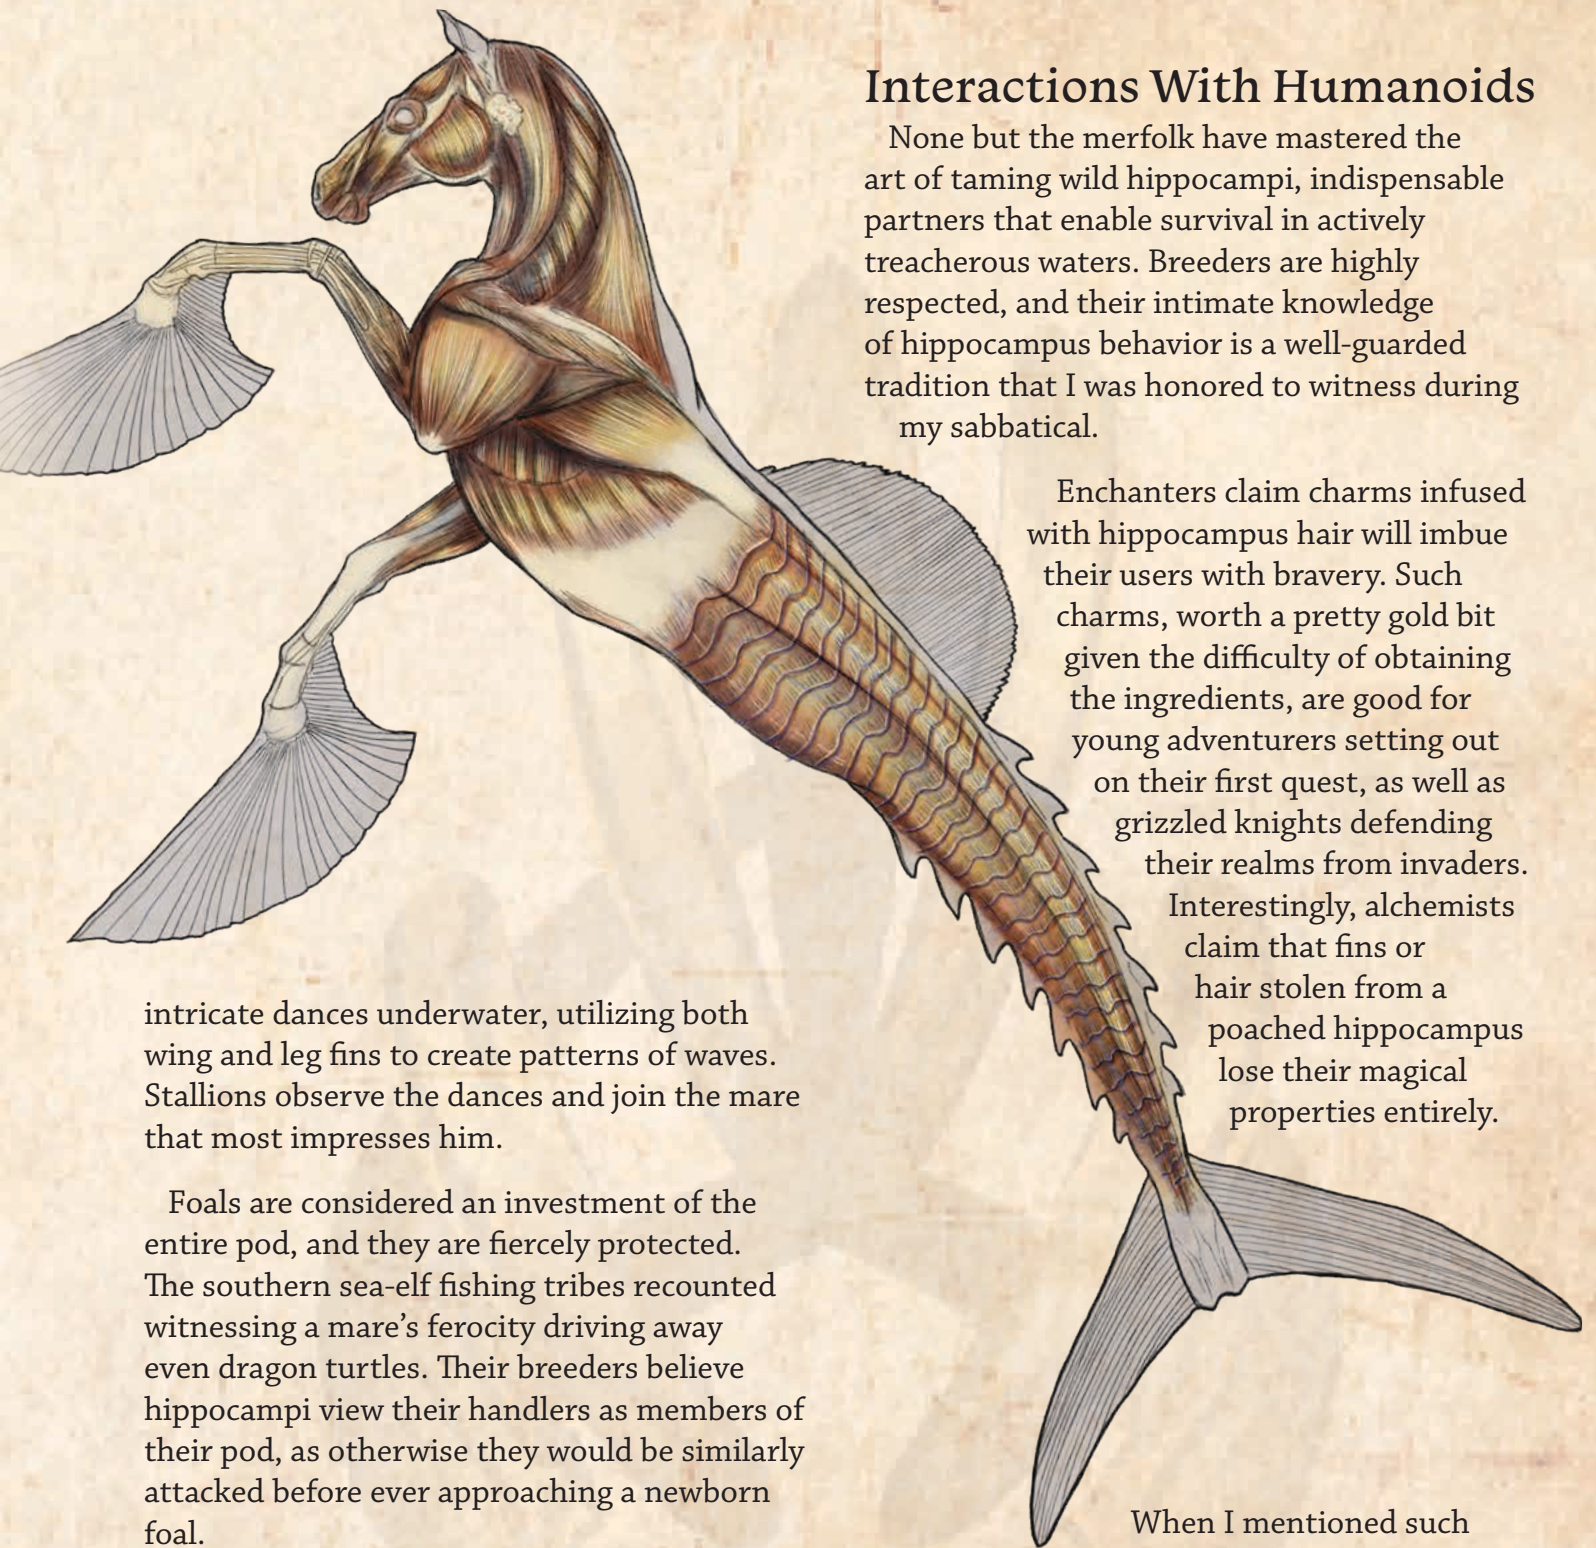 intricate dances underwater, utilizing both
wing and leg fins to create patterns of waves.
Stallions observe the dances and join the mare
that most impresses him.
Foals are considered an investment of the
entire pod, and they are fiercely protected.
The southern sea-elf fishing tribes recounted
witnessing a mare's ferocity driving away
even dragon turtles. Their breeders believe
hippocampi view their handlers as members of
their pod, as otherwise they would be similarly
attacked before ever approaching a newborn
foal.
Interactions With Humanoids
None but the merfolk have mastered the
art of taming wild hippocampi, indispensable
partners that enable survival in actively
treacherous waters. Breeders are highly
respected, and their intimate knowledge
of hippocampus behavior is a well-guarded
tradition that I was honored to witness during
my sabbatical.
Enchanters claim charms infused
with hippocampus hair will imbue
their users with bravery. Such
charms, worth a pretty gold bit
given the difficulty of obtaining
the ingredients, are good for
young adventurers setting out
on their first quest, as well as
grizzled knights defending
their realms from invaders.
Interestingly, alchemists
claim that fins or
hair stolen from a
poached hippocampus
lose their magical
properties entirely.
When I mentioned such